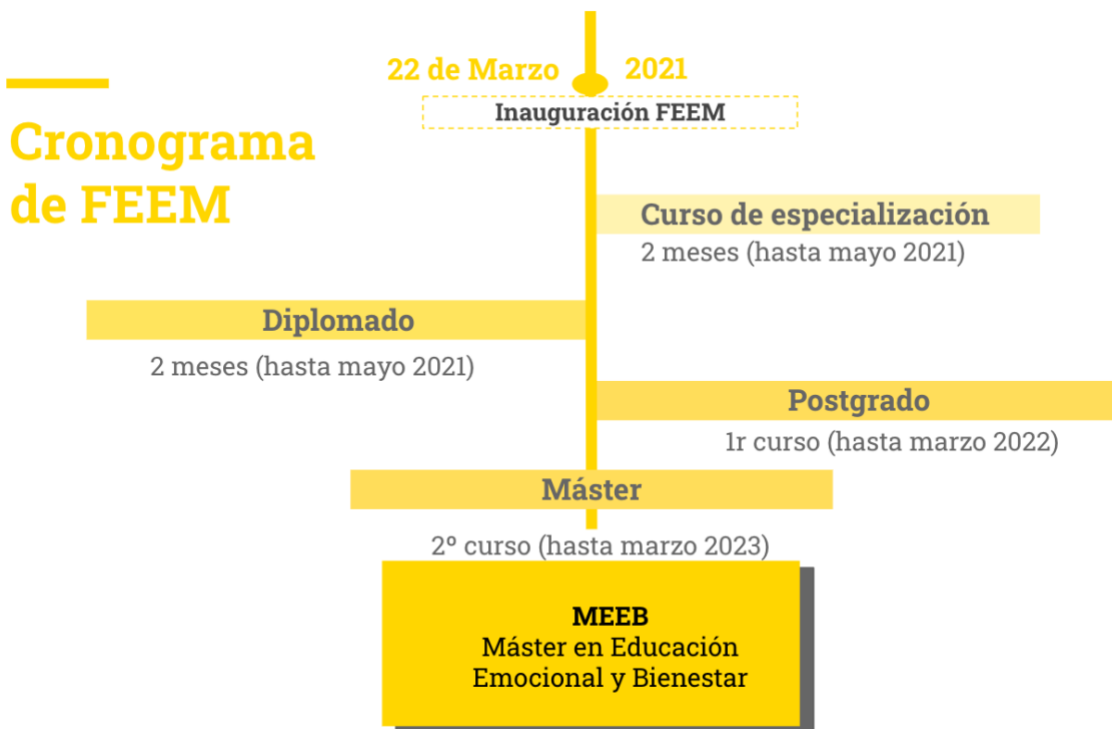 22 de Marzo 2021
Inauguración FEEM
Cronograma
de FEEM
Curso de especialización
2 meses (hasta mayo 2021)
Diplomado
2 meses (hasta mayo 2021)
Postgrado
1r curso (hasta marzo 2022)
Máster
2º curso (hasta marzo 2023)
MEEB
Máster en Educación
Emocional y Bienestar